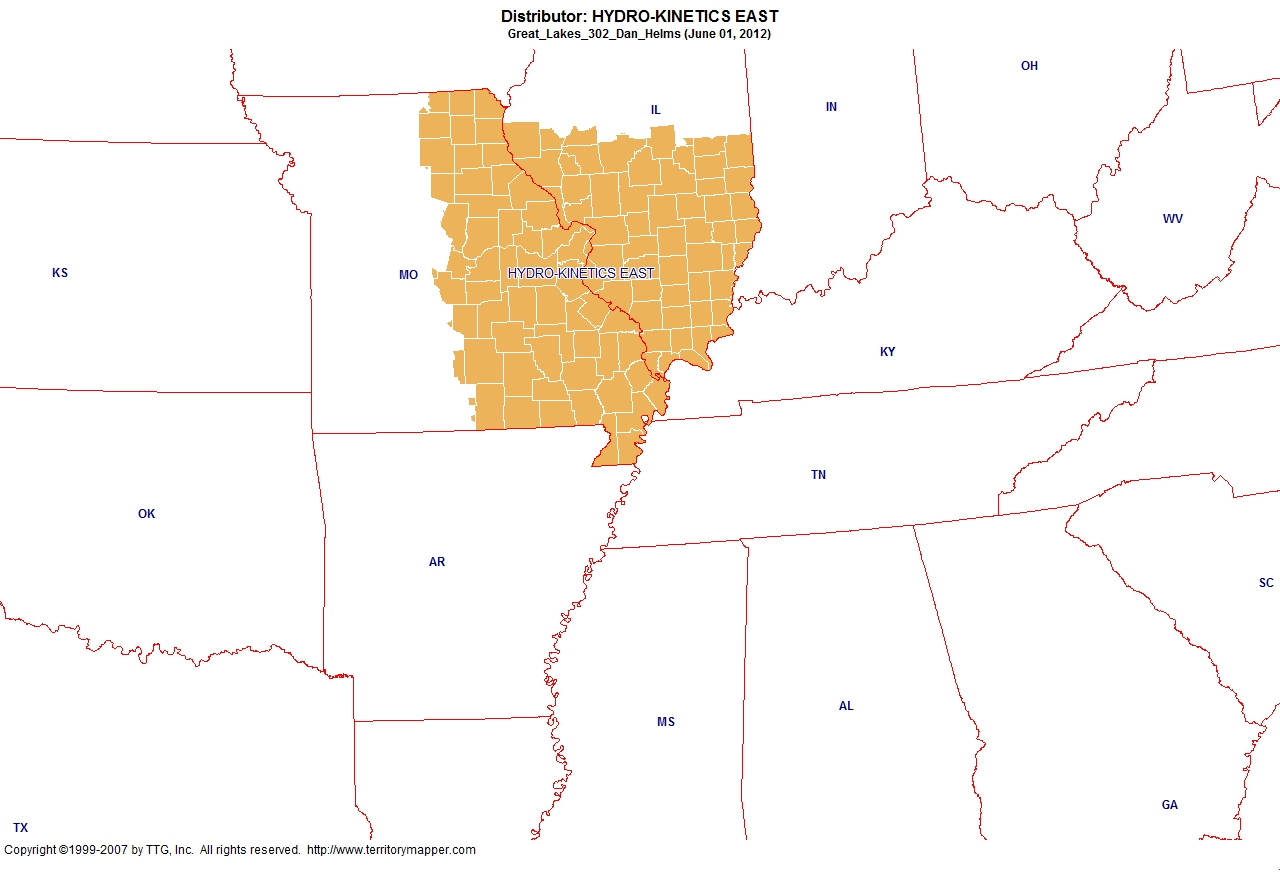 Distributor: HYDRO-KINETICS EAST
Great_Lakes_302_Dan_Helms (June 01, 2012)
OH
IL
IN
WV
KS
MO
HYDRO-KINETICS EAST
KY
TN
OK
AR
SC
MS
AL
GA
TX
Copyright ©1999-2007 by TTG, Inc. All rights reserved. http://www.territorymapper.com